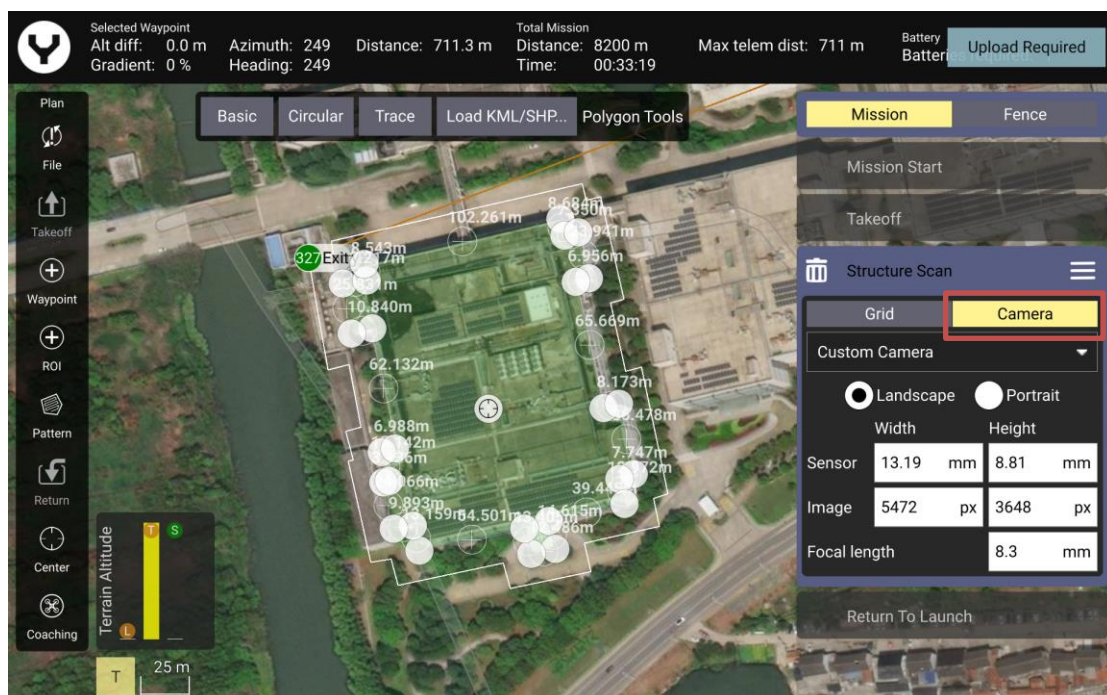 Selected Waypoint
Alt diff: 0.0 m Azimuth: 249 Distance: 711.3 m
Gradient: 0 % Heading: 249
Total Mission
Distance: 8200 m Max telem dist: 711 m
Time: 00:33:19
Battery
Batteries required:
Upload Required
Plan
File
Takeoff
Waypoint
ROI
Pattern
Return
Center
Coaching
Basic Circular Trace Load KML/SHP... Polygon Tools
102.261m
8.684m
6.956m
327 Exit
8.543m
10.840m
65.669m
62.132m
8.173m
6.988m
7.747m
9.893m
Terrain Altitude
T S
L
T 25 m
Mission Fence
Mission Start
Takeoff
Structure Scan
Grid Camera
Custom Camera
Landscape Portrait
Width Height
Sensor 13.19 mm 8.81 mm
Image 5472 px 3648 px
Focal length 8.3 mm
Return To Launch